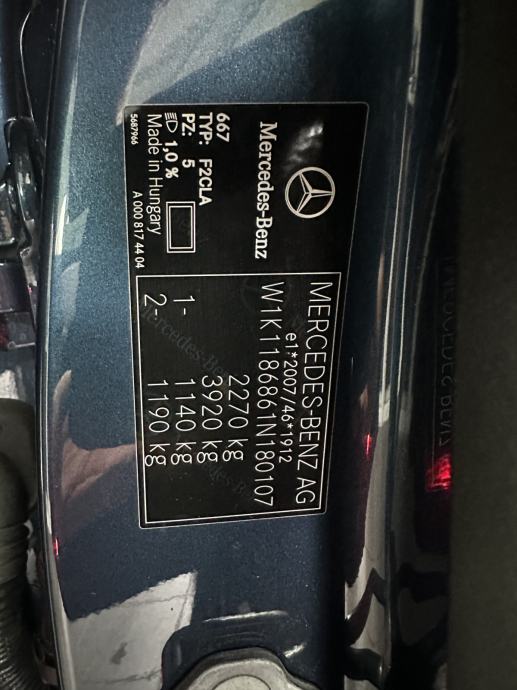 Mercedes-Benz
667
TYP: F2CLA
PZ: 5
1,0 %
Made in Hungary
A 000 817 44 04
5687966
MERCEDES-BENZ AG
e1*2007/46*1912
W1K1186861N180107
2270 kg
3920 kg
1- 1140 kg
2- 1190 kg